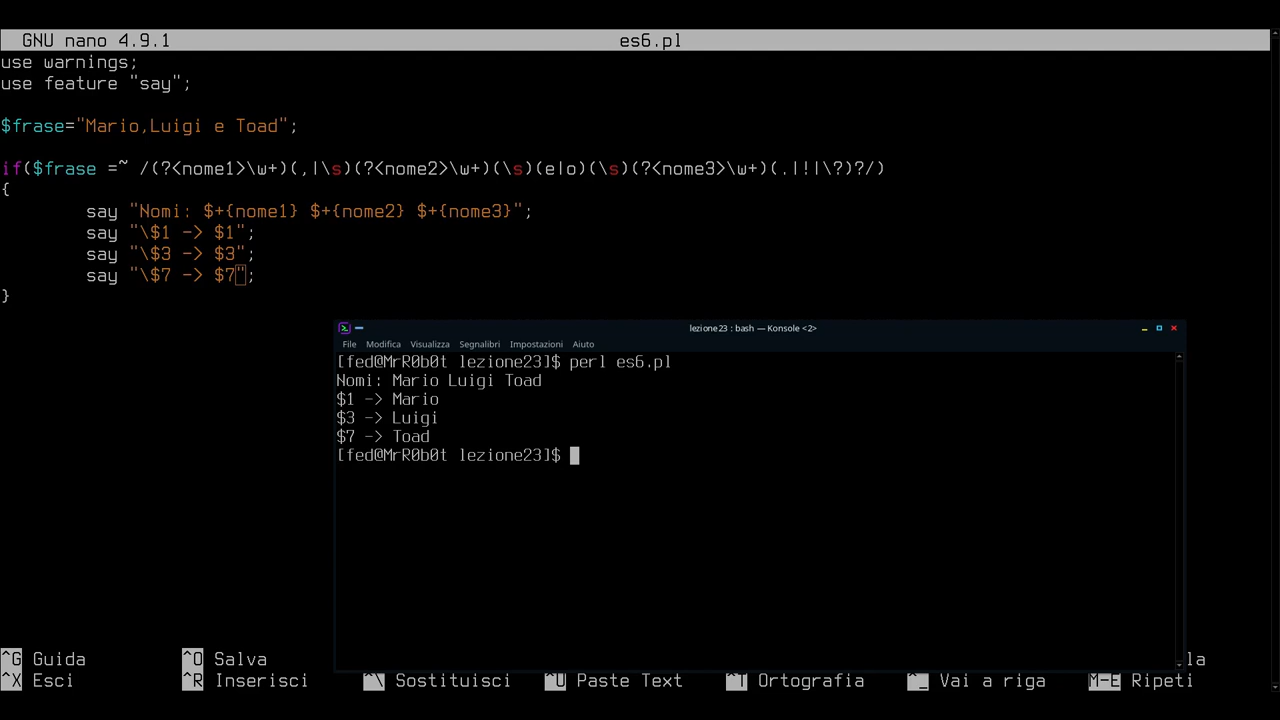 GNU nano 4.9.1 es6.pl
use warnings;
use feature "say";
$frase="Mario,Luigi e Toad";
if($frase =~ /(?<nome1>\w+)(,|\s)(?<nome2>\w+)(\s)(e|o)(\s)(?<nome3>\w+)(.|!|\?)?/)
{
say "Nomi: $+{nome1} $+{nome2} $+{nome3}";
say "\$1 -> $1";
say "\$3 -> $3";
say "\$7 -> $7";
}
lezione23 : bash — Konsole <2>
File Modifica Visualizza Segnalibri Impostazioni Aiuto
[fed@MrR0b0t lezione23]$ perl es6.pl
Nomi: Mario Luigi Toad
$1 -> Mario
$3 -> Luigi
$7 -> Toad
[fed@MrR0b0t lezione23]$
^G Guida ^O Salva la
^X Esci ^R Inserisci ^\ Sostituisci ^U Paste Text ^T Ortografia ^_ Vai a riga M-E Ripeti